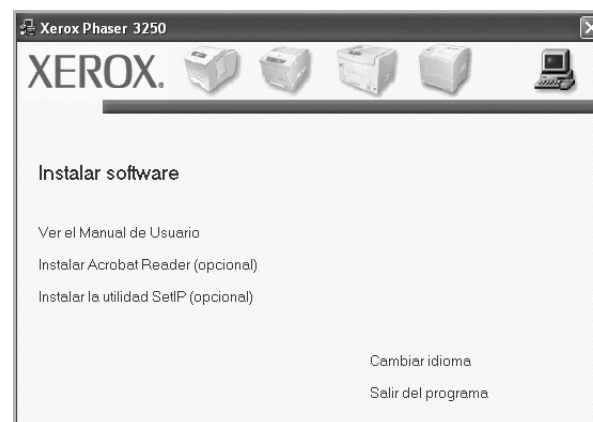 Xerox Phaser 3250
XEROX.
Instalar software
Ver el Manual de Usuario
Instalar Acrobat Reader (opcional)
Instalar la utilidad SetIP (opcional)
Cambiar idioma
Salir del programa